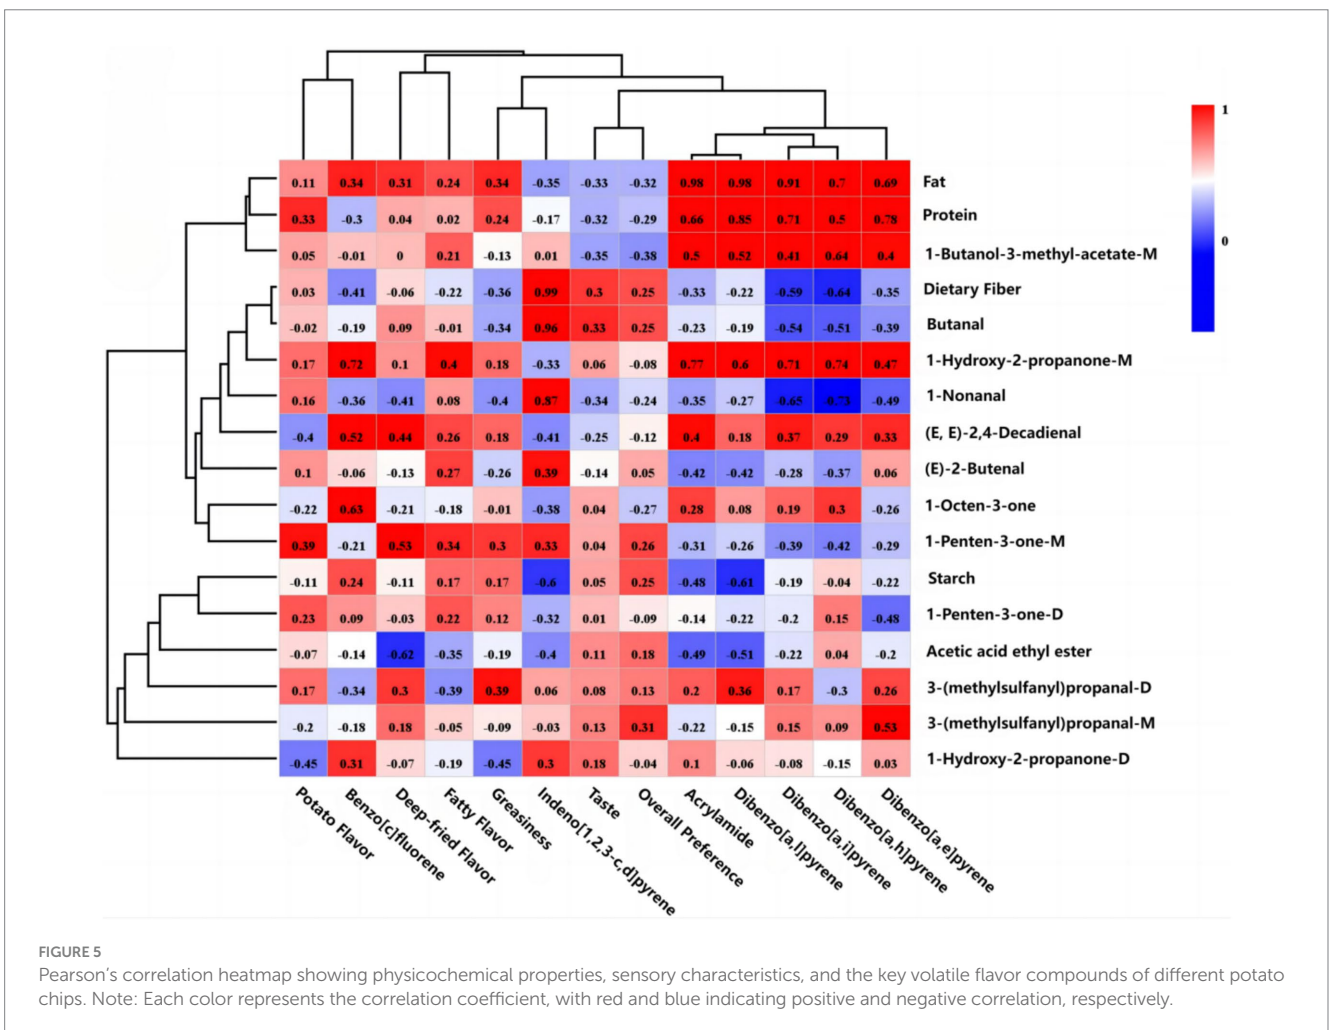 1
0
0.11 0.34 0.31 0.24 0.34 -0.35 -0.33 -0.32 0.98 0.98 0.91 0.7 0.69 Fat
0.33 -0.3 0.04 0.02 0.24 -0.17 -0.32 -0.29 0.66 0.85 0.71 0.5 0.78 Protein
0.05 -0.01 0 0.21 -0.13 0.01 -0.35 -0.38 0.5 0.52 0.41 0.64 0.4 1-Butanol-3-methyl-acetate-M
0.03 -0.41 -0.06 -0.22 -0.36 0.99 0.3 0.25 -0.33 -0.22 -0.59 -0.64 -0.35 Dietary Fiber
-0.02 -0.19 0.09 -0.01 -0.34 0.96 0.33 0.25 -0.23 -0.19 -0.54 -0.51 -0.39 Butanal
0.17 0.72 0.1 0.4 0.18 -0.33 0.06 -0.08 0.77 0.6 0.71 0.74 0.47 1-Hydroxy-2-propanone-M
0.16 -0.36 -0.41 0.08 -0.4 0.87 -0.34 -0.24 -0.35 -0.27 -0.65 -0.73 -0.49 1-Nonanal
-0.4 0.52 0.44 0.26 0.18 -0.41 -0.25 -0.12 0.4 0.18 0.37 0.29 0.33 (E, E)-2,4-Decadienal
0.1 -0.06 -0.13 0.27 -0.26 0.39 -0.14 0.05 -0.42 -0.42 -0.28 -0.37 0.06 (E)-2-Butenal
-0.22 0.63 -0.21 -0.18 -0.01 -0.38 0.04 -0.27 0.28 0.08 0.19 0.3 -0.26 1-Octen-3-one
0.39 -0.21 0.53 0.34 0.3 0.33 0.04 0.26 -0.31 -0.26 -0.39 -0.42 -0.29 1-Penten-3-one-M
-0.11 0.24 -0.11 0.17 0.17 -0.6 0.05 0.25 -0.48 -0.61 -0.19 -0.04 -0.22 Starch
0.23 0.09 -0.03 0.22 0.12 -0.32 0.01 -0.09 -0.14 -0.22 -0.2 0.15 -0.48 1-Penten-3-one-D
-0.07 -0.14 -0.62 -0.35 -0.19 -0.4 0.11 0.18 -0.49 -0.51 -0.22 0.04 -0.2 Acetic acid ethyl ester
0.17 -0.34 0.3 -0.39 0.39 0.06 0.08 0.13 0.2 0.36 0.17 -0.3 0.26 3-(methylsulfanyl)propanal-D
-0.2 -0.18 0.18 -0.05 -0.09 -0.03 0.13 0.31 -0.22 -0.15 0.15 0.09 0.53 3-(methylsulfanyl)propanal-M
-0.45 0.31 -0.07 -0.19 -0.45 0.3 0.18 -0.04 0.1 -0.06 -0.08 -0.15 0.03 1-Hydroxy-2-propanone-D
Potato Flavor
Benzo[c]fluorene
Deep-fried Flavor
Fatty Flavor
Greasiness
Indeno[1,2,3-c,d]pyrene
Taste
Overall Preference
Acrylamide
Dibenzo[a,l]pyrene
Dibenzo[a,i]pyrene
Dibenzo[a,h]pyrene
Dibenzo[a,e]pyrene
FIGURE 5
Pearson's correlation heatmap showing physicochemical properties, sensory characteristics, and the key volatile flavor compounds of different potato
chips. Note: Each color represents the correlation coefficient, with red and blue indicating positive and negative correlation, respectively.